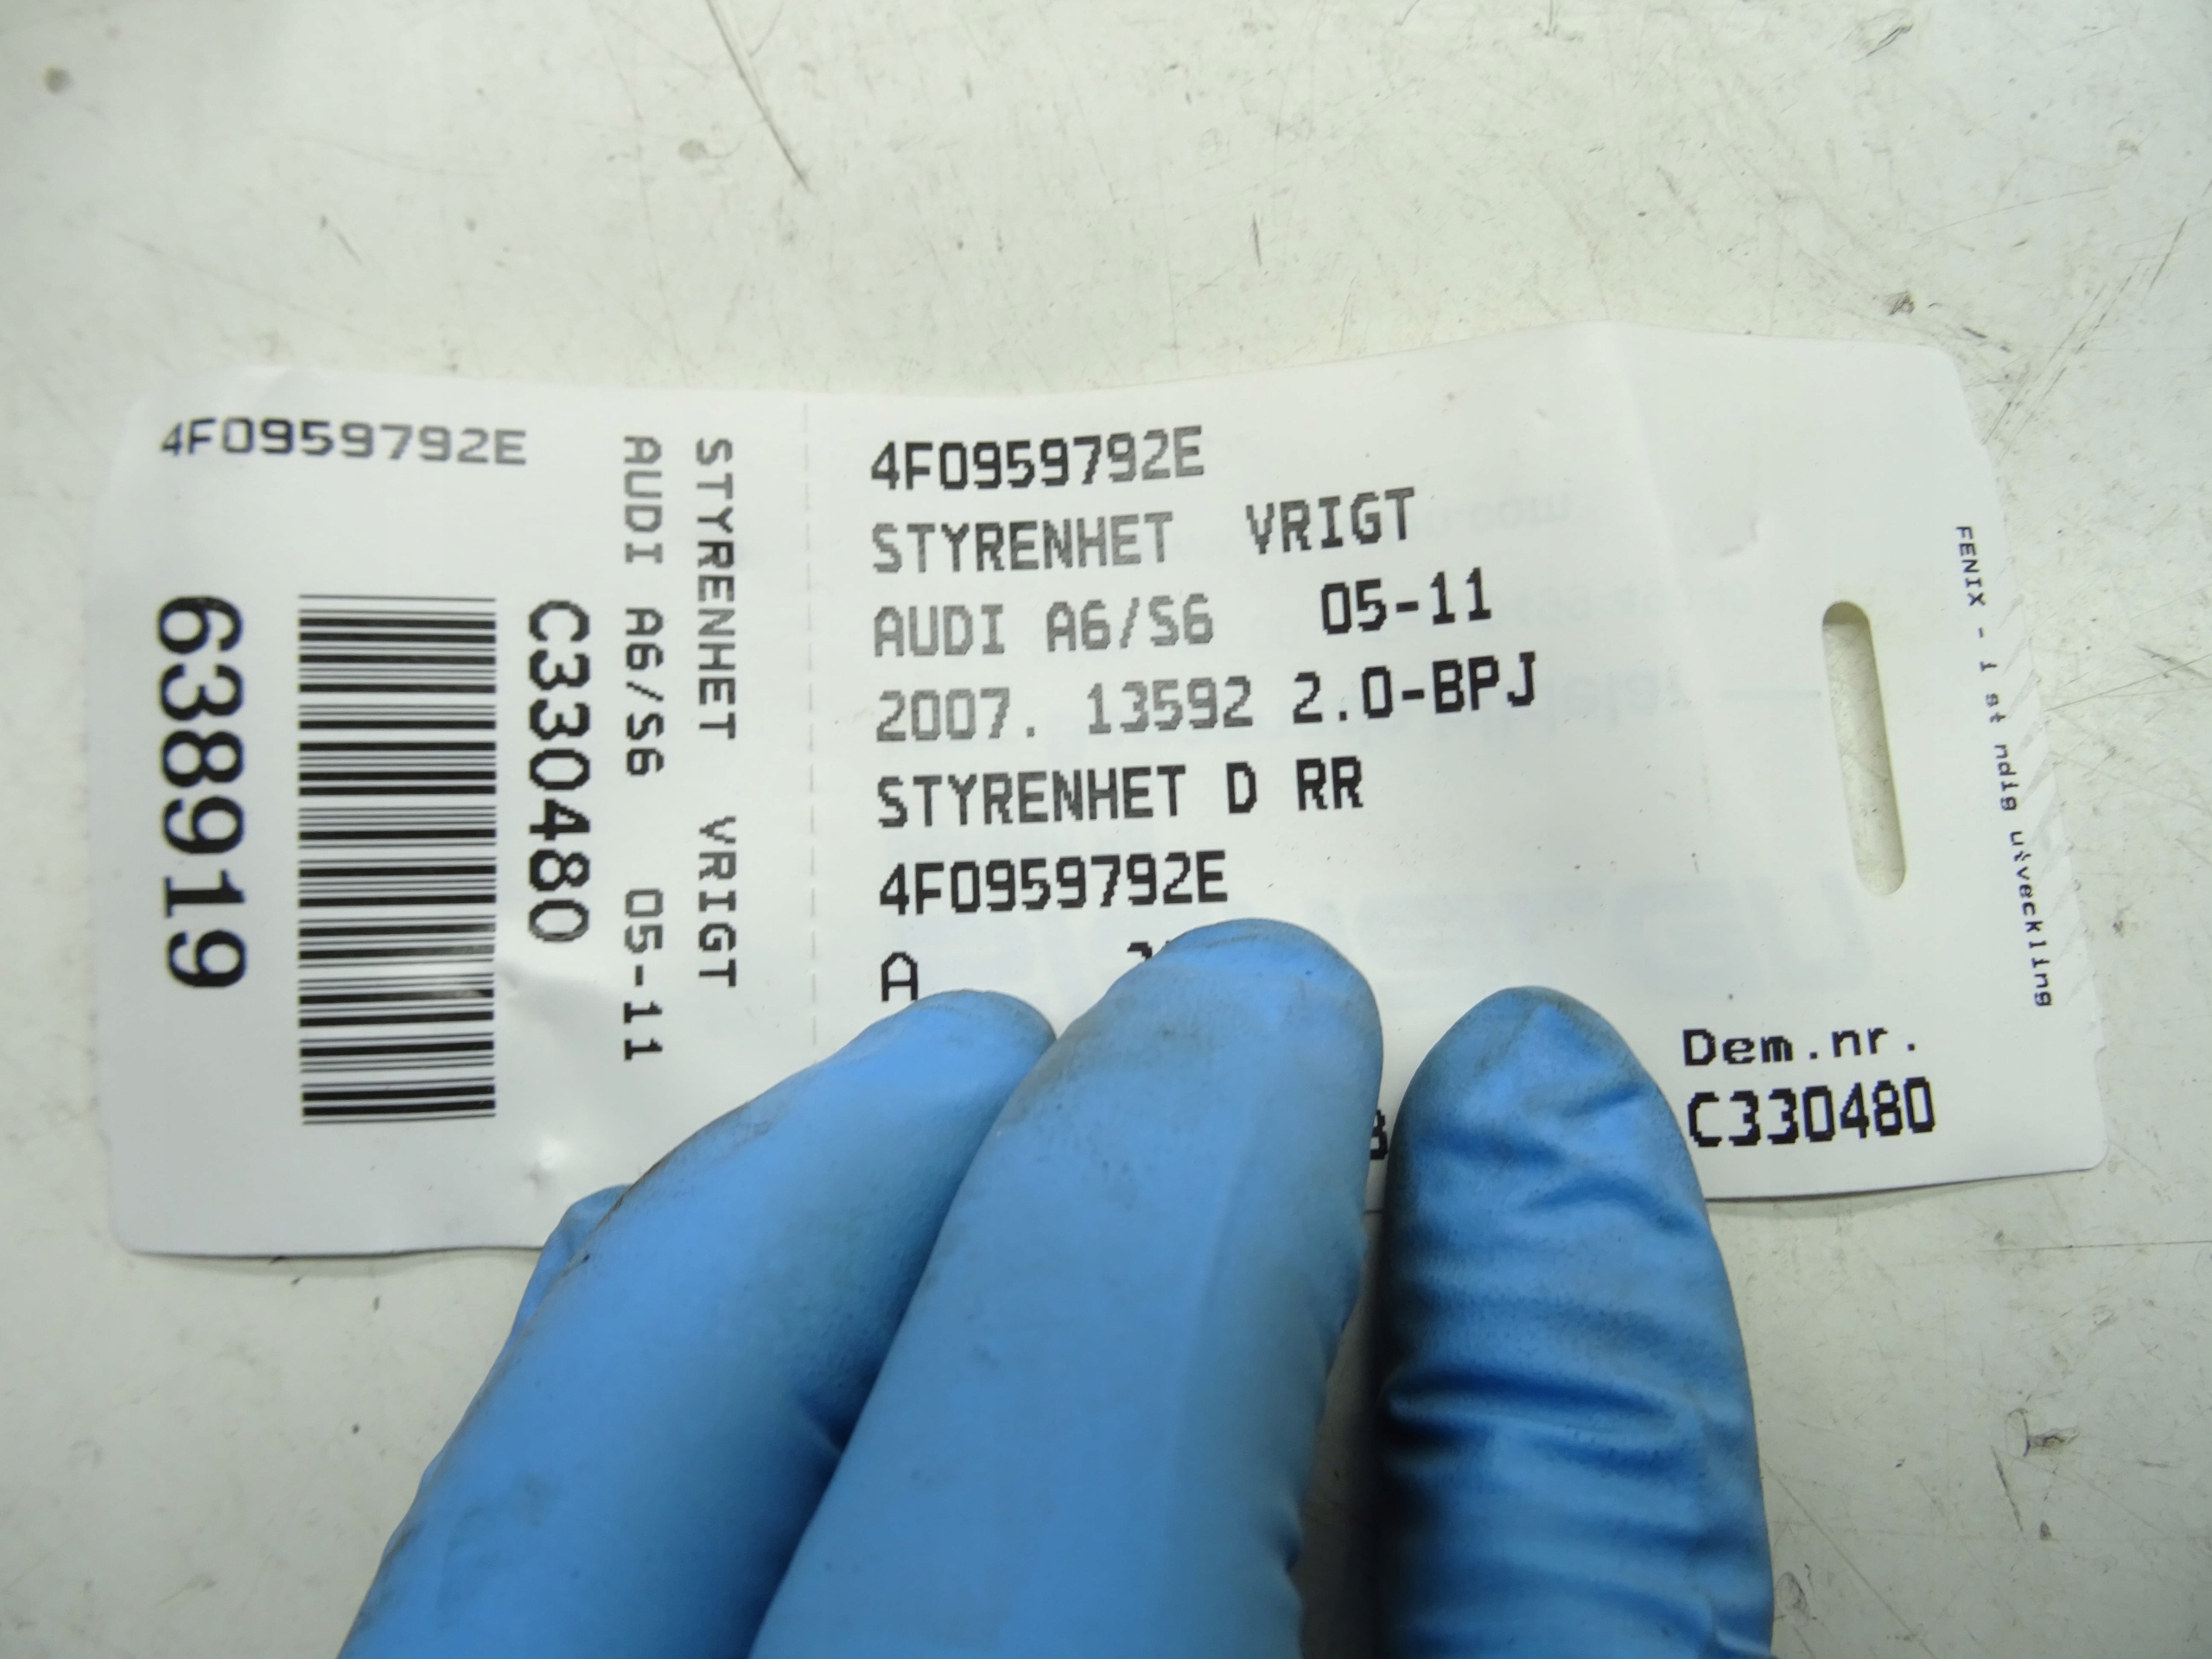 4F0959792E
STYRENHET VRIGT
AUDI A6/S6 05-11
C330480
638919
4F0959792E
STYRENHET VRIGT
AUDI A6/S6 05-11
2007. 13592 2.0-BPJ
STYRENHET D RR
4F0959792E
A
Dem.nr.
C330480
FENIX - i st ndig utveckling